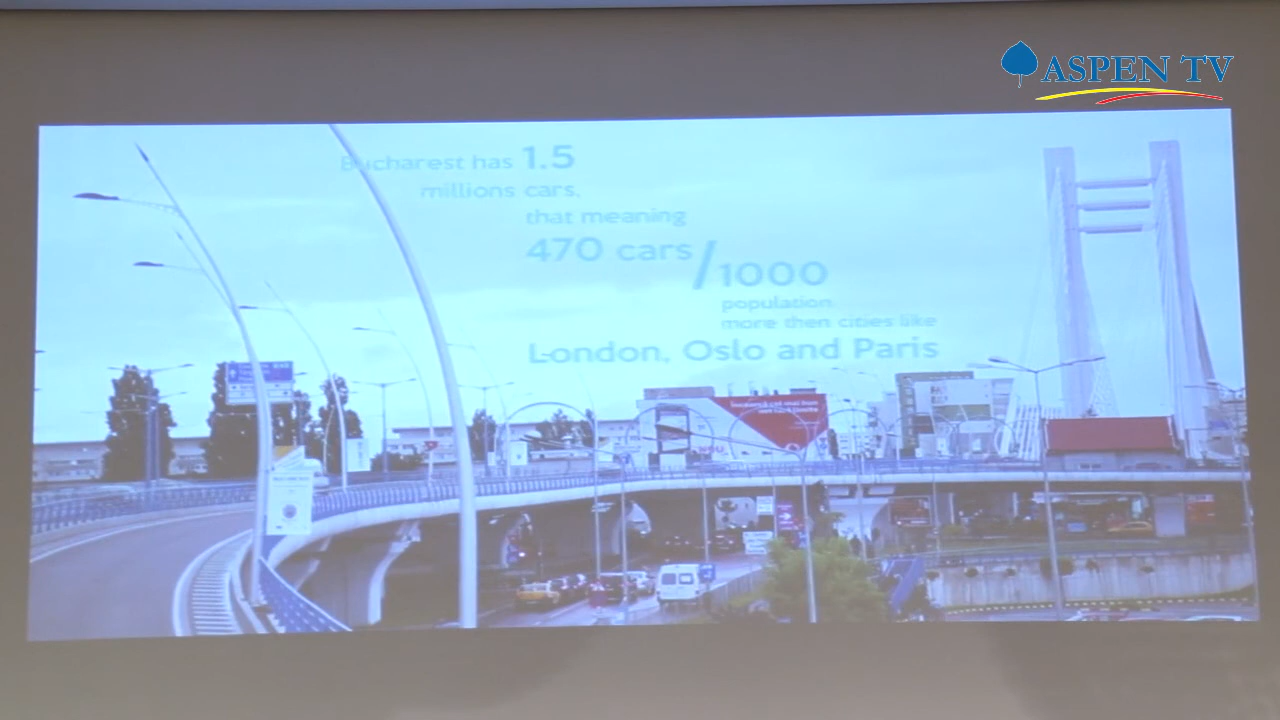 ASPEN TV
Bucharest has 1.5
millions cars.
that meaning
470 cars/1000
population
more then cities like
London, Oslo and Paris